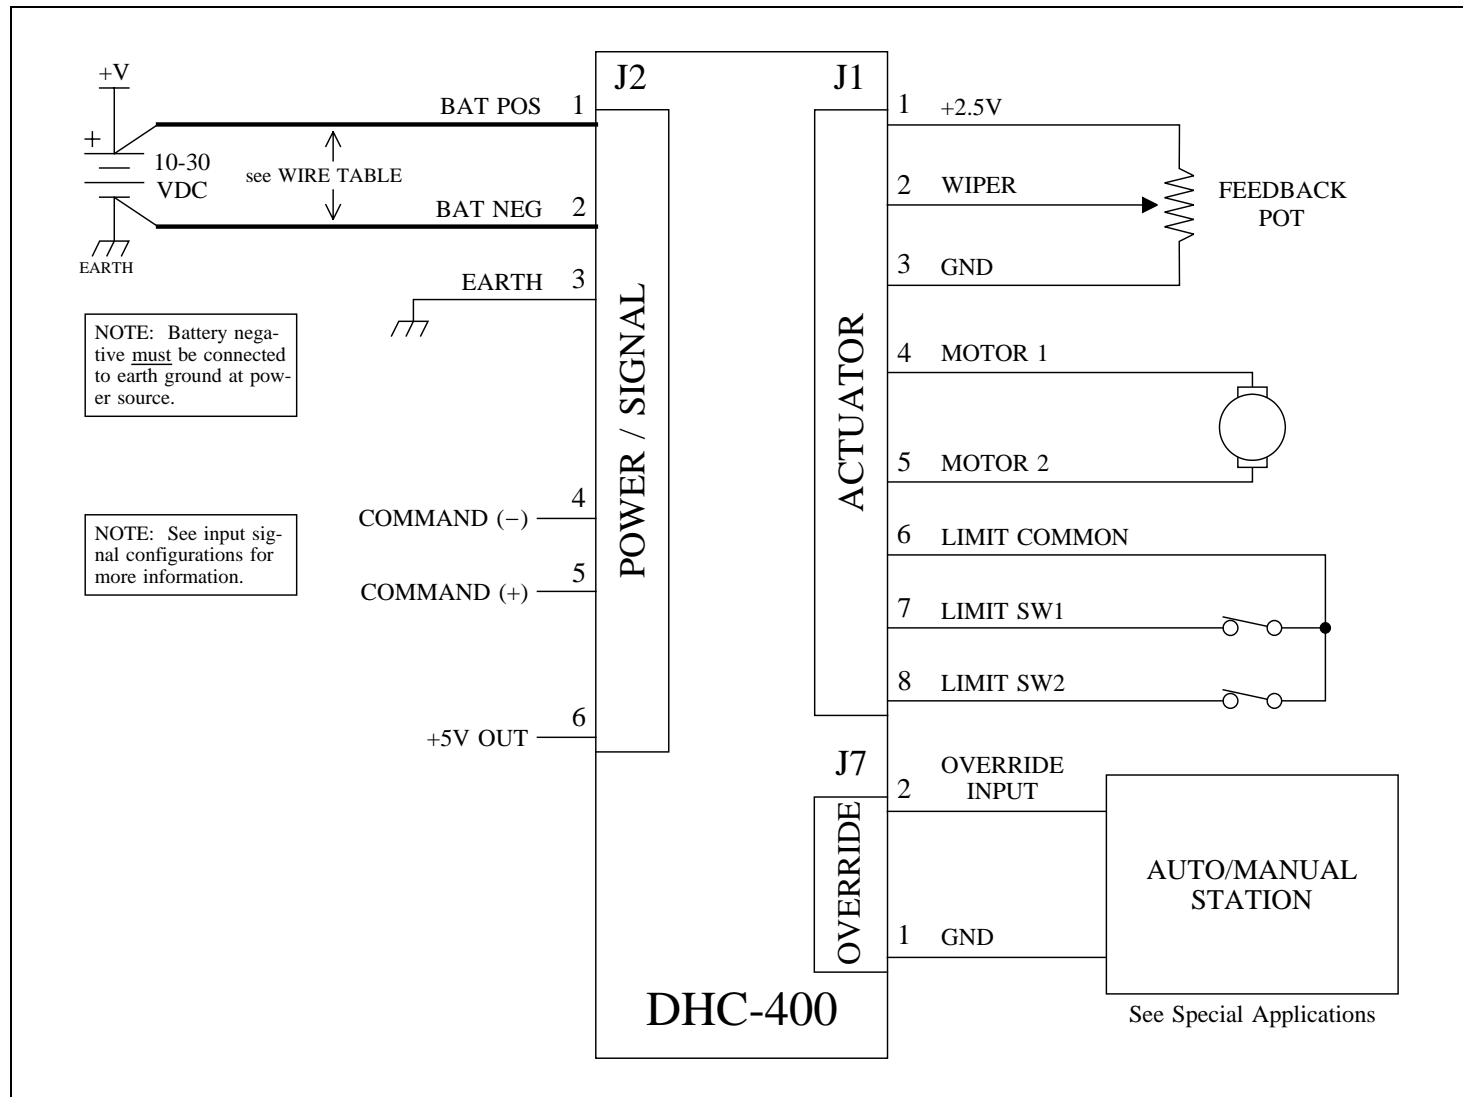 +V
+
10-30
VDC
EARTH
BAT POS 1
see WIRE TABLE
BAT NEG 2
EARTH 3
NOTE: Battery nega-
tive must be connected
to earth ground at pow-
er source.
COMMAND (−) 4
NOTE: See input sig-
nal configurations for
more information.
COMMAND (+) 5
+5V OUT 6
J2
POWER / SIGNAL
J1
ACTUATOR
1 +2.5V
2 WIPER
3 GND
FEEDBACK
POT
4 MOTOR 1
5 MOTOR 2
6 LIMIT COMMON
7 LIMIT SW1
8 LIMIT SW2
J7
OVERRIDE
2 OVERRIDE
INPUT
1 GND
AUTO/MANUAL
STATION
See Special Applications
DHC-400